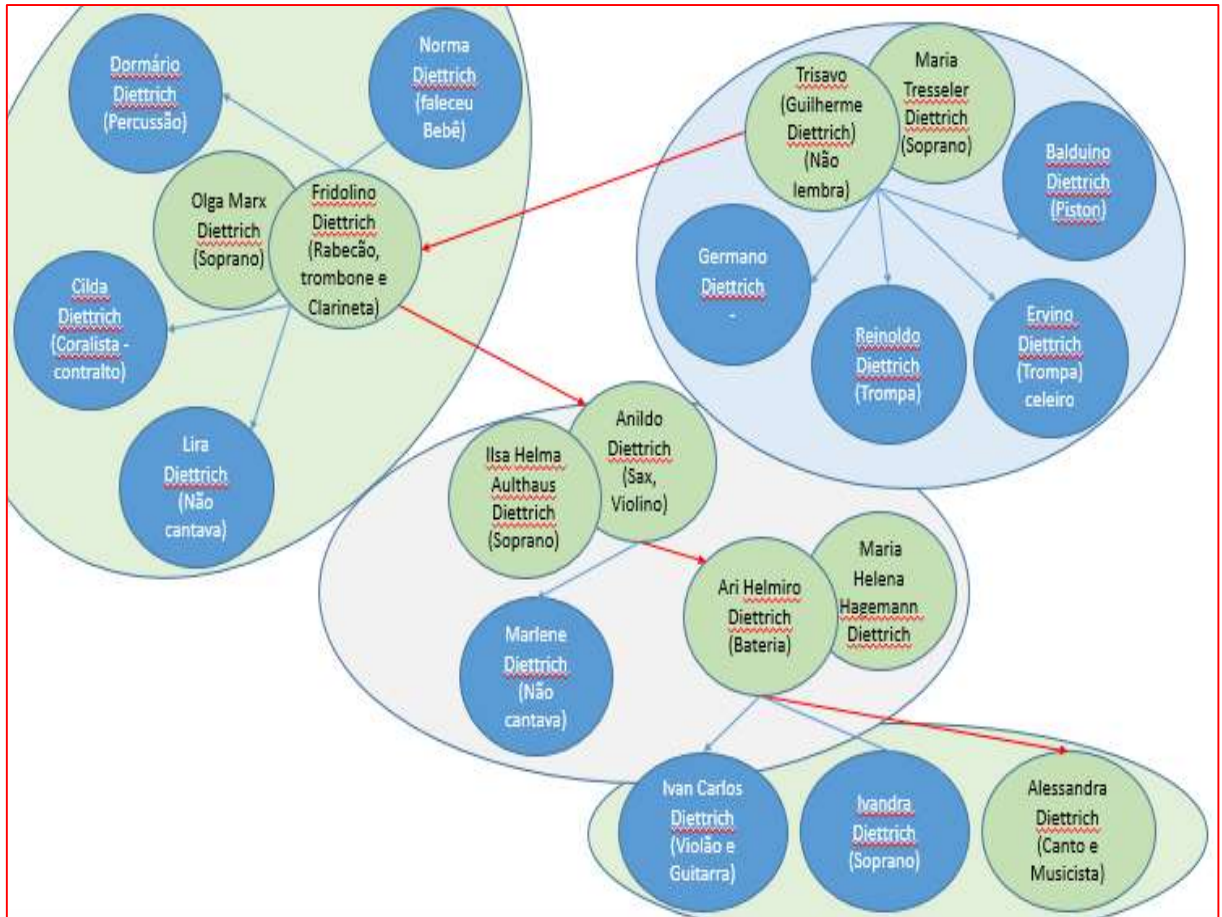 Dormário
Diettrich
(Percussão)
Norma
Diettrich
(faleceu
Bebê)
Olga Marx
Diettrich
(Soprano)
Fridolino
Diettrich
(Rabecão,
trombone e
Clarineta)
Cilda
Diettrich
(Coralista -
contralto)
Lira
Diettrich
(Não
cantava)
Trisavo
(Guilherme
Diettrich)
(Não
lembra)
Maria
Tresseler
Diettrich
(Soprano)
Balduino
Diettrich
(Piston)
Germano
Diettrich
-
Reinoldo
Diettrich
(Trompa)
Ervino
Diettrich
(Trompa)
celeiro
Ilsa Helma
Aulthaus
Diettrich
(Soprano)
Anildo
Diettrich
(Sax,
Violino)
Marlene
Diettrich
(Não
cantava)
Ari Helmiro
Diettrich
(Bateria)
Maria
Helena
Hagemann
Diettrich
Ivan Carlos
Diettrich
(Violão e
Guitarra)
Ivandra
Diettrich
(Soprano)
Alessandra
Diettrich
(Canto e
Musicista)